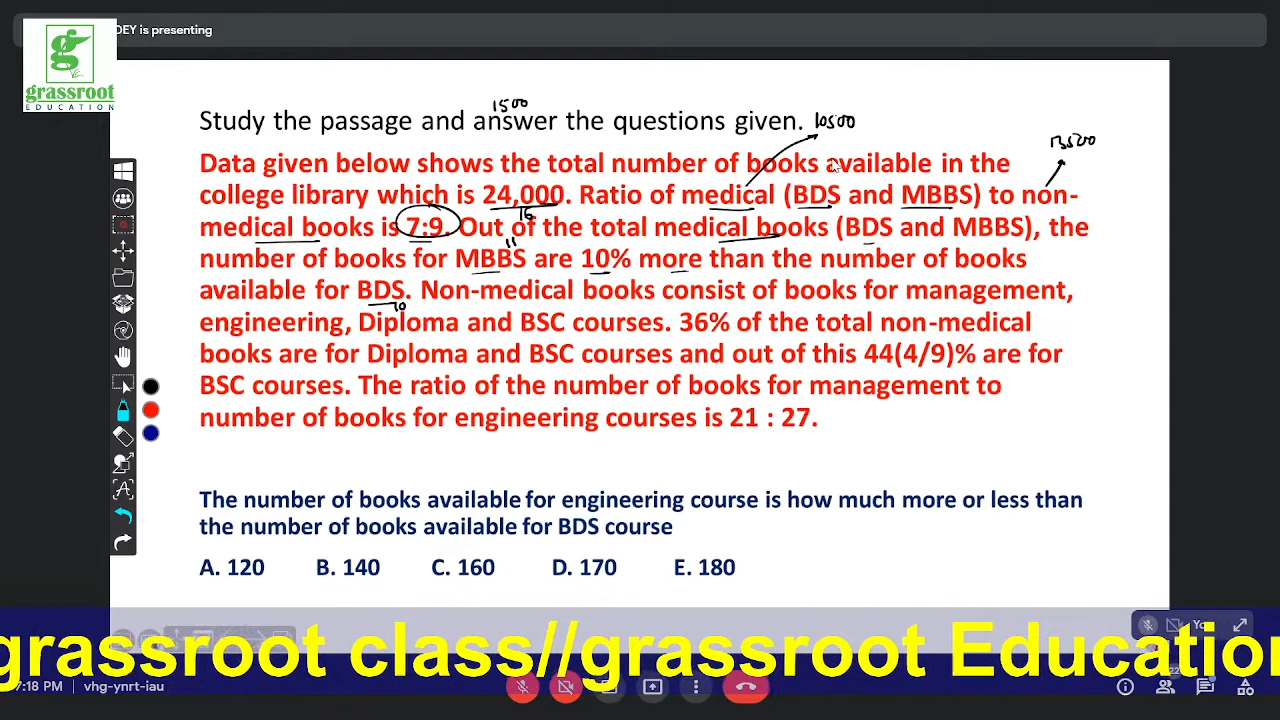 DEY is presenting
g
grassroot
EDUCATION
1500
Study the passage and answer the questions given.
10500
13500
Data given below shows the total number of books available in the
college library which is 24,000. Ratio of medical (BDS and MBBS) to non-
16
medical books is 7:9. Out of the total medical books (BDS and MBBS), the
11
number of books for MBBS are 10% more than the number of books
available for BDS. Non-medical books consist of books for management,
10
engineering, Diploma and BSC courses. 36% of the total non-medical
books are for Diploma and BSC courses and out of this 44(4/9)% are for
BSC courses. The ratio of the number of books for management to
number of books for engineering courses is 21 : 27.
The number of books available for engineering course is how much more or less than
the number of books available for BDS course
A. 120 B. 140 C. 160 D. 170 E. 180
grassroot class//grassroot Education
7:18 PM vhg-ynrt-iau